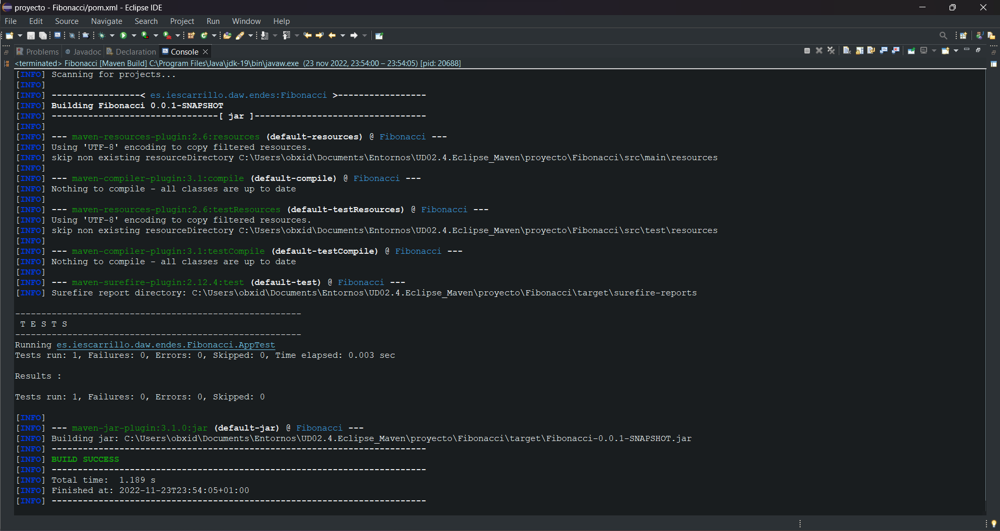 proyecto - Fibonacci/pom.xml - Eclipse IDE
File Edit Source Navigate Search Project Run Window Help
Problems Javadoc Declaration Console
<terminated> Fibonacci [Maven Build] C:\Program Files\Java\jdk-19\bin\javaw.exe (23 nov 2022, 23:54:00 – 23:54:05) [pid: 20688]
[INFO] Scanning for projects...
[INFO]
[INFO] -----------------< es.iescarrillo.daw.endes:Fibonacci >-----------------
[INFO] Building Fibonacci 0.0.1-SNAPSHOT
[INFO] --------------------------------[ jar ]---------------------------------
[INFO]
[INFO] --- maven-resources-plugin:2.6:resources (default-resources) @ Fibonacci ---
[INFO] Using 'UTF-8' encoding to copy filtered resources.
[INFO] skip non existing resourceDirectory C:\Users\obxid\Documents\Entornos\UD02.4.Eclipse_Maven\proyecto\Fibonacci\src\main\resources
[INFO]
[INFO] --- maven-compiler-plugin:3.1:compile (default-compile) @ Fibonacci ---
[INFO] Nothing to compile - all classes are up to date
[INFO]
[INFO] --- maven-resources-plugin:2.6:testResources (default-testResources) @ Fibonacci ---
[INFO] Using 'UTF-8' encoding to copy filtered resources.
[INFO] skip non existing resourceDirectory C:\Users\obxid\Documents\Entornos\UD02.4.Eclipse_Maven\proyecto\Fibonacci\src\test\resources
[INFO]
[INFO] --- maven-compiler-plugin:3.1:testCompile (default-testCompile) @ Fibonacci ---
[INFO] Nothing to compile - all classes are up to date
[INFO]
[INFO] --- maven-surefire-plugin:2.12.4:test (default-test) @ Fibonacci ---
[INFO] Surefire report directory: C:\Users\obxid\Documents\Entornos\UD02.4.Eclipse_Maven\proyecto\Fibonacci\target\surefire-reports
-------------------------------------------------------
T E S T S
-------------------------------------------------------
Running es.iescarrillo.daw.endes.Fibonacci.AppTest
Tests run: 1, Failures: 0, Errors: 0, Skipped: 0, Time elapsed: 0.003 sec
Results :
Tests run: 1, Failures: 0, Errors: 0, Skipped: 0
[INFO]
[INFO] --- maven-jar-plugin:3.1.0:jar (default-jar) @ Fibonacci ---
[INFO] Building jar: C:\Users\obxid\Documents\Entornos\UD02.4.Eclipse_Maven\proyecto\Fibonacci\target\Fibonacci-0.0.1-SNAPSHOT.jar
[INFO] ------------------------------------------------------------------------
[INFO] BUILD SUCCESS
[INFO] ------------------------------------------------------------------------
[INFO] Total time: 1.189 s
[INFO] Finished at: 2022-11-23T23:54:05+01:00
[INFO] ------------------------------------------------------------------------